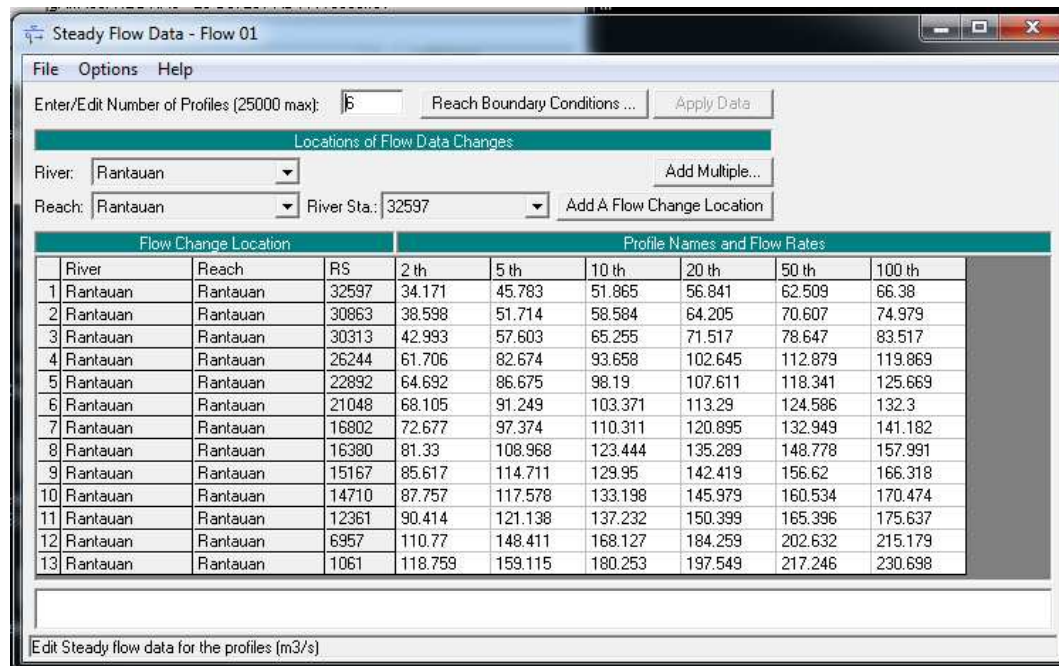 Steady Flow Data - Flow 01
File Options Help
Enter/Edit Number of Profiles (25000 max): 6 Reach Boundary Conditions ... Apply Data
Locations of Flow Data Changes
River: Rantauan Add Multiple...
Reach: Rantauan River Sta.: 32597 Add A Flow Change Location
Flow Change Location Profile Names and Flow Rates
River Reach RS 2 th 5 th 10 th 20 th 50 th 100 th
1 Rantauan Rantauan 32597 34.171 45.783 51.865 56.841 62.509 66.38
2 Rantauan Rantauan 30863 38.598 51.714 58.584 64.205 70.607 74.979
3 Rantauan Rantauan 30313 42.993 57.603 65.255 71.517 78.647 83.517
4 Rantauan Rantauan 26244 61.706 82.674 93.658 102.645 112.879 119.869
5 Rantauan Rantauan 22892 64.692 86.675 98.19 107.611 118.341 125.669
6 Rantauan Rantauan 21048 68.105 91.249 103.371 113.29 124.586 132.3
7 Rantauan Rantauan 16802 72.677 97.374 110.311 120.895 132.949 141.182
8 Rantauan Rantauan 16380 81.33 108.968 123.444 135.289 148.778 157.991
9 Rantauan Rantauan 15167 85.617 114.711 129.95 142.419 156.62 166.318
10 Rantauan Rantauan 14710 87.757 117.578 133.198 145.979 160.534 170.474
11 Rantauan Rantauan 12361 90.414 121.138 137.232 150.399 165.396 175.637
12 Rantauan Rantauan 6957 110.77 148.411 168.127 184.259 202.632 215.179
13 Rantauan Rantauan 1061 118.759 159.115 180.253 197.549 217.246 230.698
Edit Steady flow data for the profiles (m3/s)